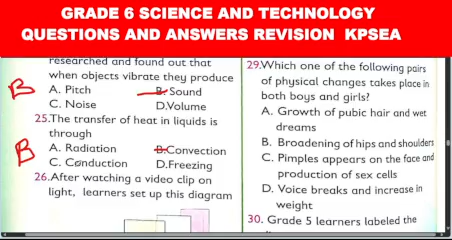 GRADE 6 SCIENCE AND TECHNOLOGY
QUESTIONS AND ANSWERS REVISION KPSEA
researched and found out that
when objects vibrate they produce
B A. Pitch B. Sound
C. Noise D. Volume
25. The transfer of heat in liquids is
through
B A. Radiation B. Convection
C. Conduction D. Freezing
26. After watching a video clip on
light, learners set up this diagram
29. Which one of the following pairs
of physical changes takes place in
both boys and girls?
A. Growth of pubic hair and wet
dreams
B. Broadening of hips and shoulders
C. Pimples appears on the face and
production of sex cells
D. Voice breaks and increase in
weight
30. Grade 5 learners labeled the